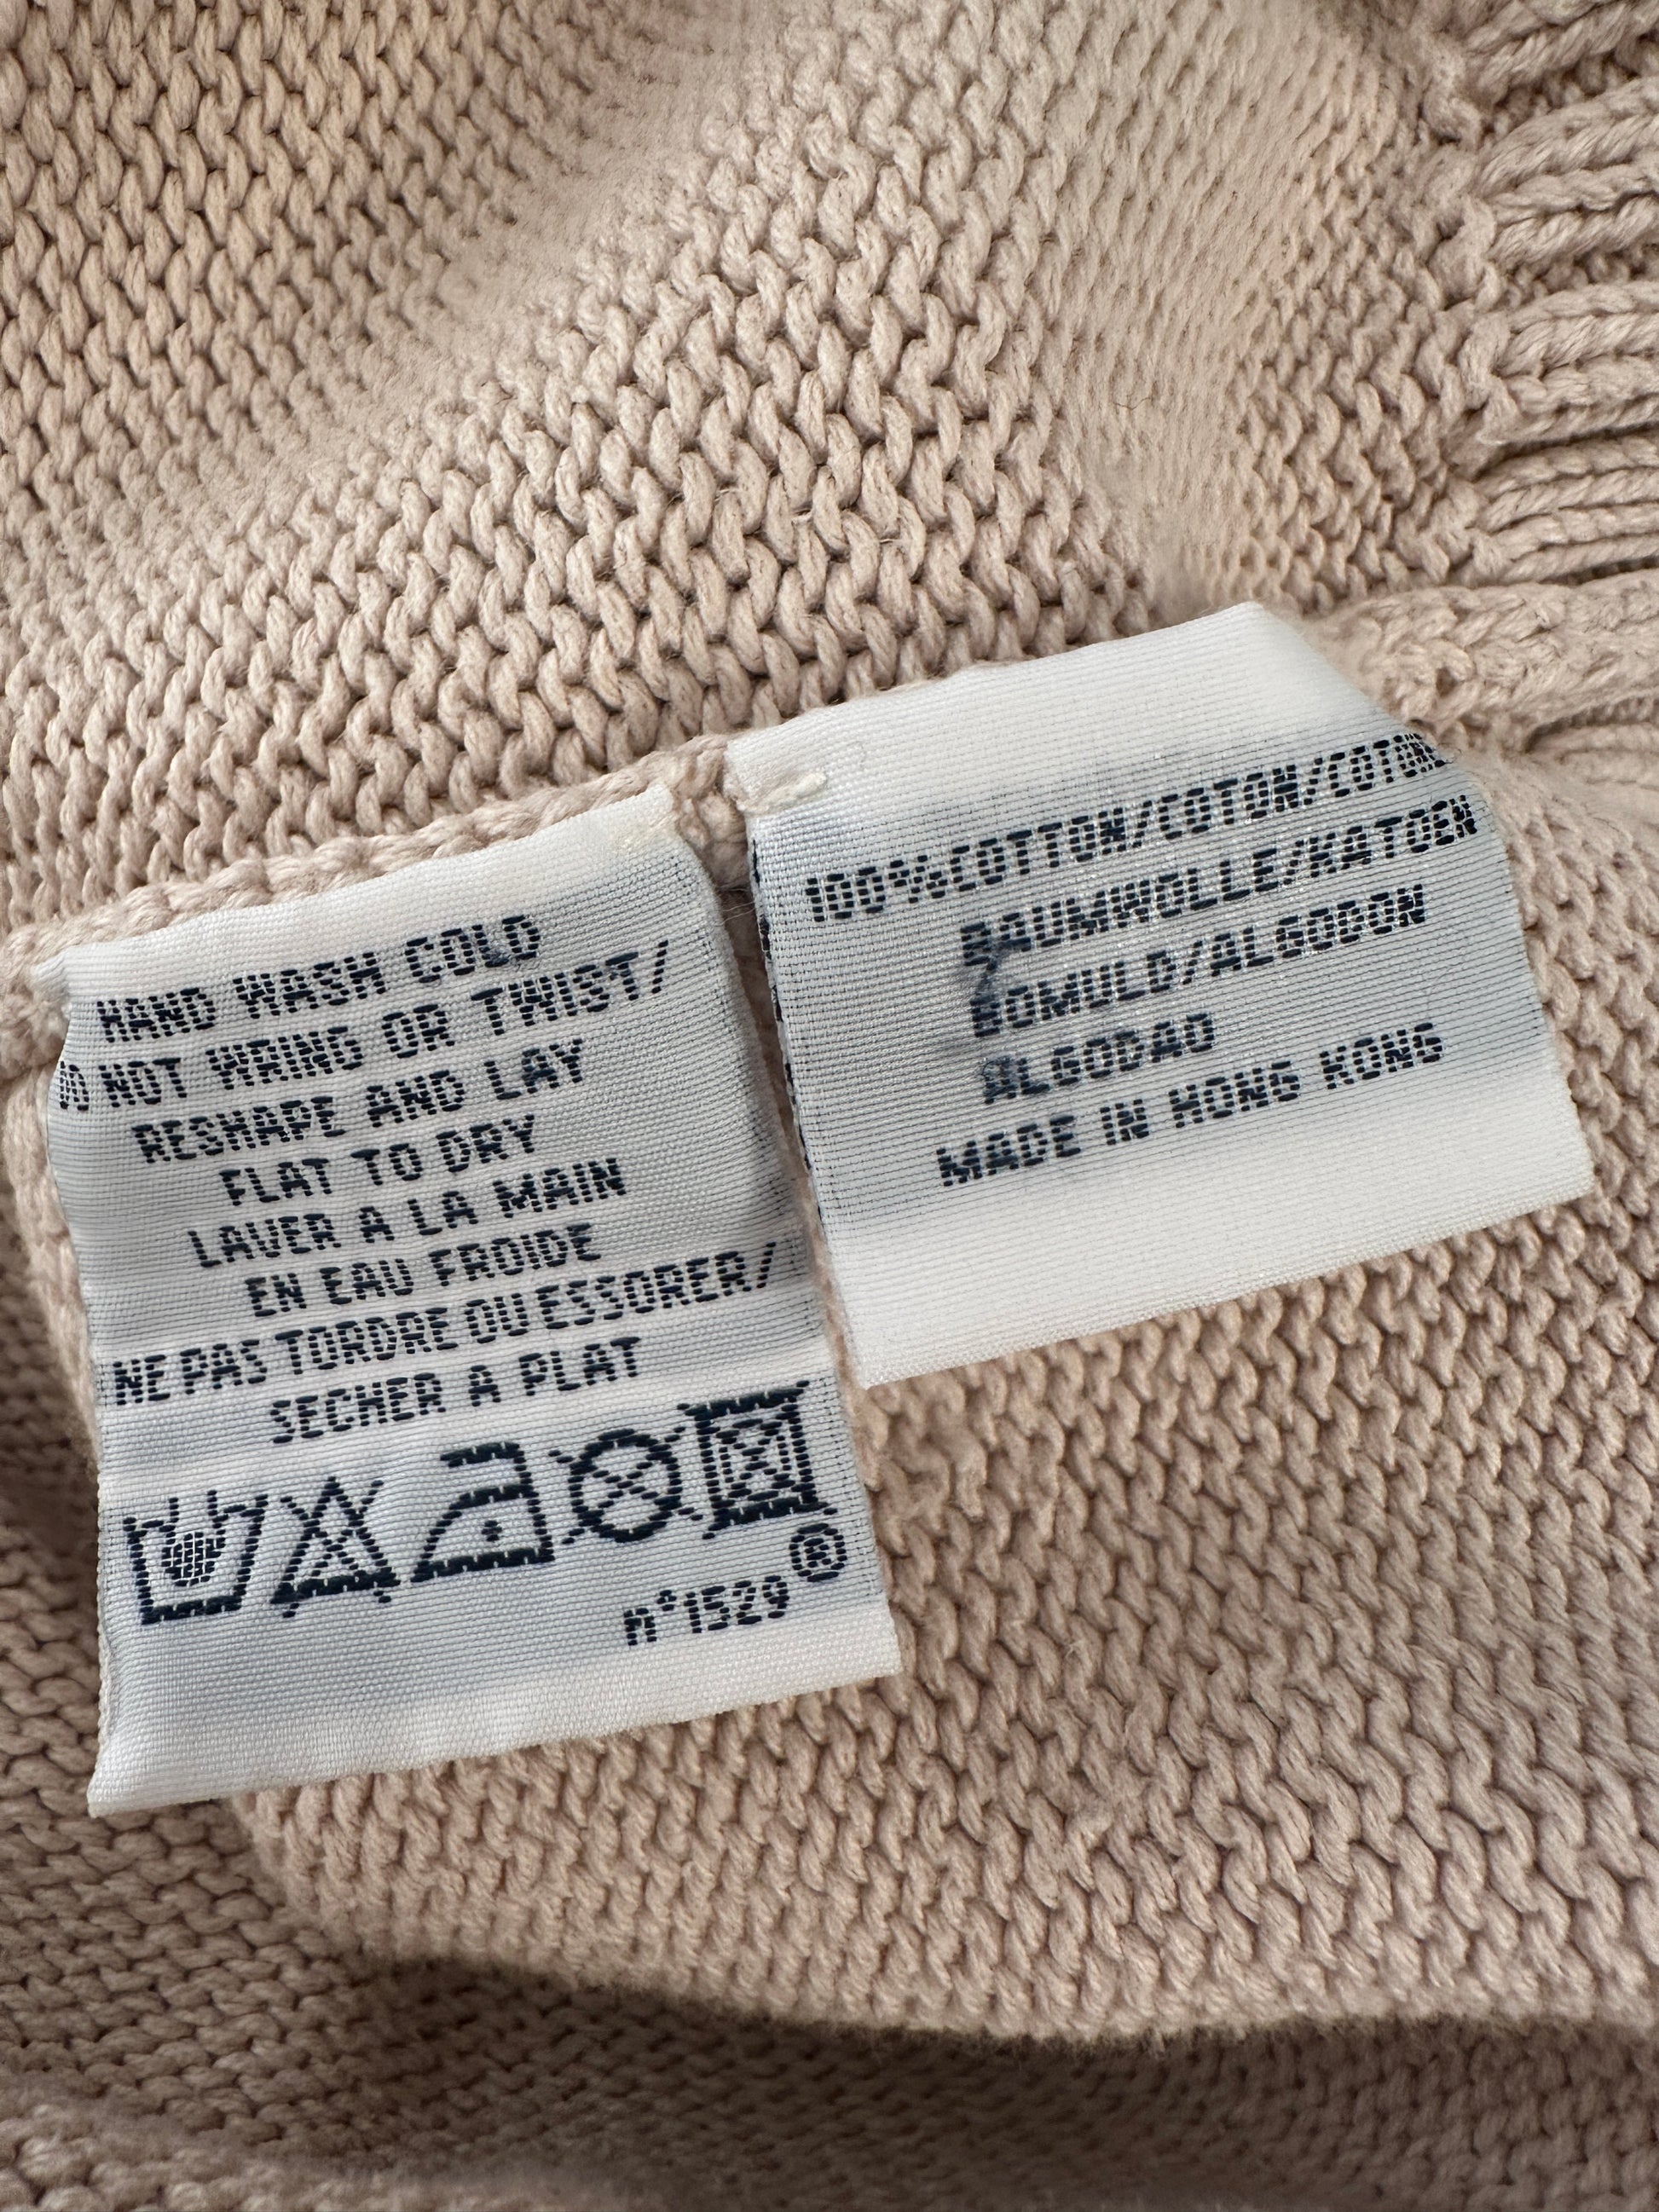 HAND WASH COLD
DO NOT WRING OR TWIST/
RESHAPE AND LAY
FLAT TO DRY
LAVER A LA MAIN
EN EAU FROIDE
NE PAS TORDRE OU ESSORER/
SECHER A PLAT
®
n°1529
100%COTTON/COTON/COTONE
BAUMWOLLE/KATOEN
BOMULD/ALGODON
ALGODAO
MADE IN HONG KONG